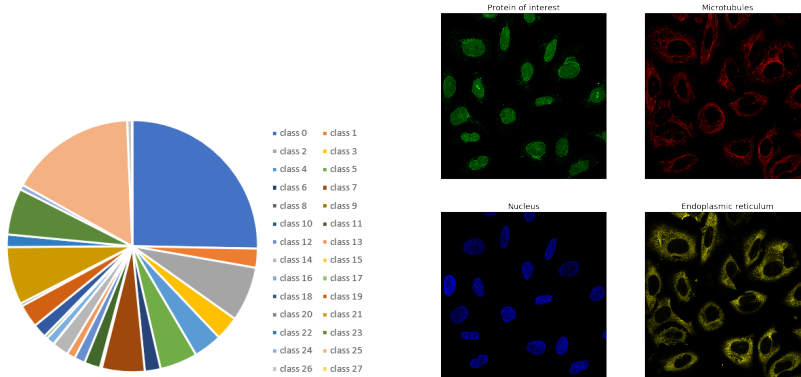 Protein of interest Microtubules
class 0 class 1
class 2 class 3
class 4 class 5
class 6 class 7
class 8 class 9
class 10 class 11
class 12 class 13
class 14 class 15
class 16 class 17
class 18 class 19
class 20 class 21
class 22 class 23
class 24 class 25
class 26 class 27
Nucleus Endoplasmic reticulum